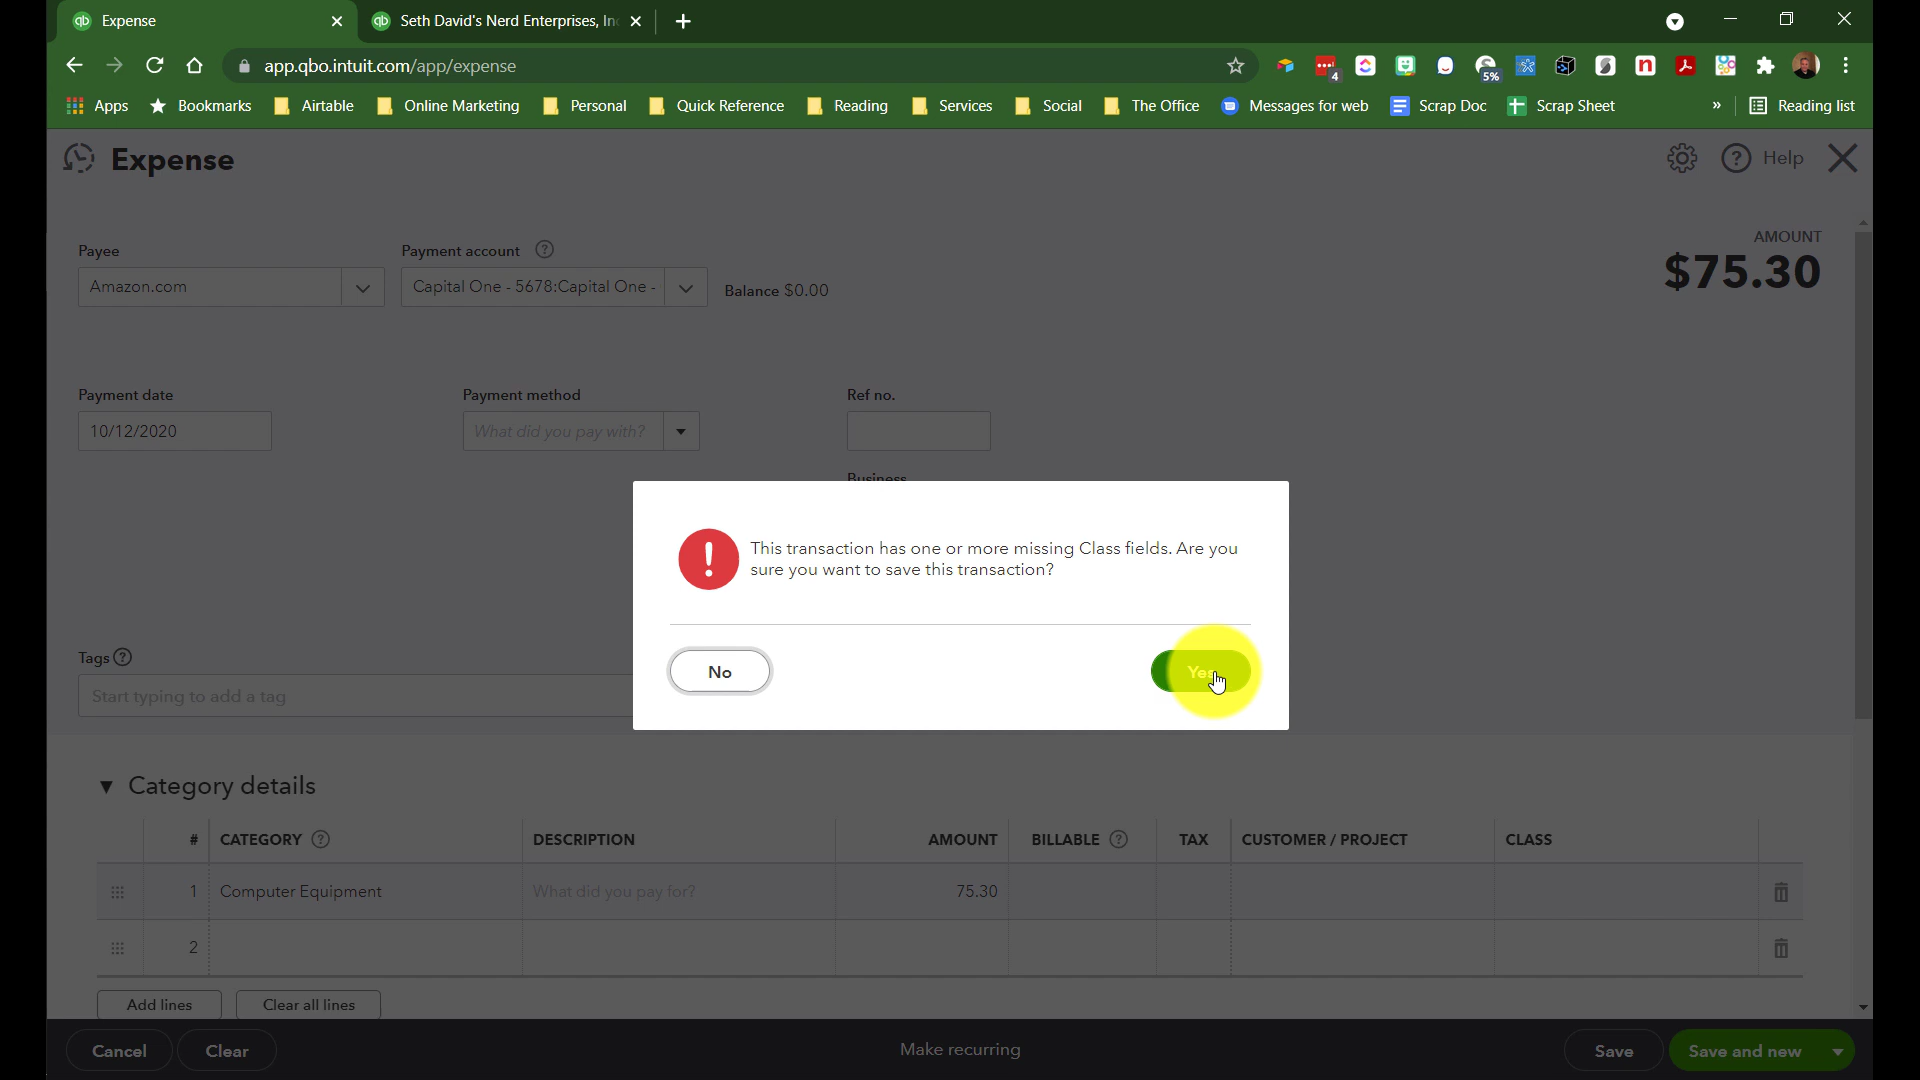 Expense
Seth David's Nerd Enterprises, In
app.qbo.intuit.com/app/expense
4
5%
Apps
Bookmarks
Airtable
Online Marketing
Personal
Quick Reference
Reading
Services
Social
The Office
Messages for web
Scrap Doc
Scrap Sheet
»
Reading list
Expense
Help
Payee
Payment account
AMOUNT
Amazon.com
Capital One - 5678:Capital One -
Balance $0.00
$75.30
Payment date
Payment method
Ref no.
10/12/2020
What did you pay with?
Business
This transaction has one or more missing Class fields. Are you
sure you want to save this transaction?
No
Yes
Tags
Start typing to add a tag
Category details
# CATEGORY DESCRIPTION AMOUNT BILLABLE TAX CUSTOMER / PROJECT CLASS
1 Computer Equipment What did you pay for? 75.30
2
Add lines
Clear all lines
Cancel
Clear
Make recurring
Save
Save and new